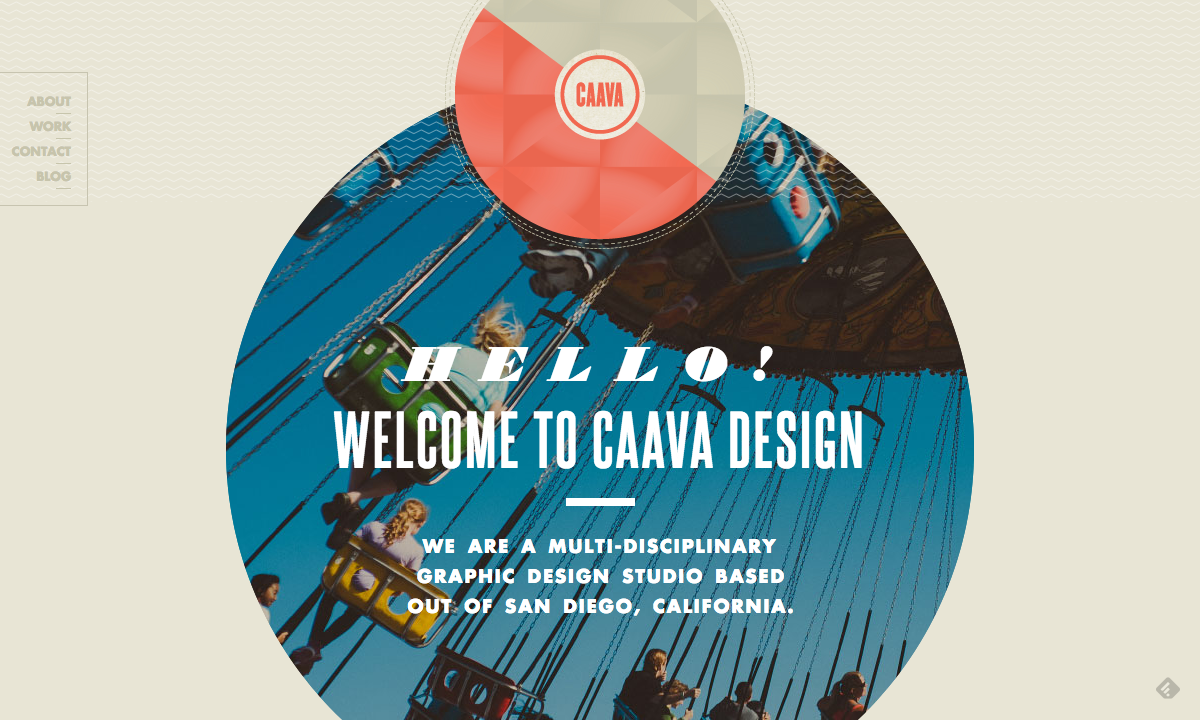 CAAVA
ABOUT
WORK
CONTACT
BLOG
HELLO!
WELCOME TO CAAVA DESIGN
WE ARE A MULTI-DISCIPLINARY
GRAPHIC DESIGN STUDIO BASED
OUT OF SAN DIEGO, CALIFORNIA.